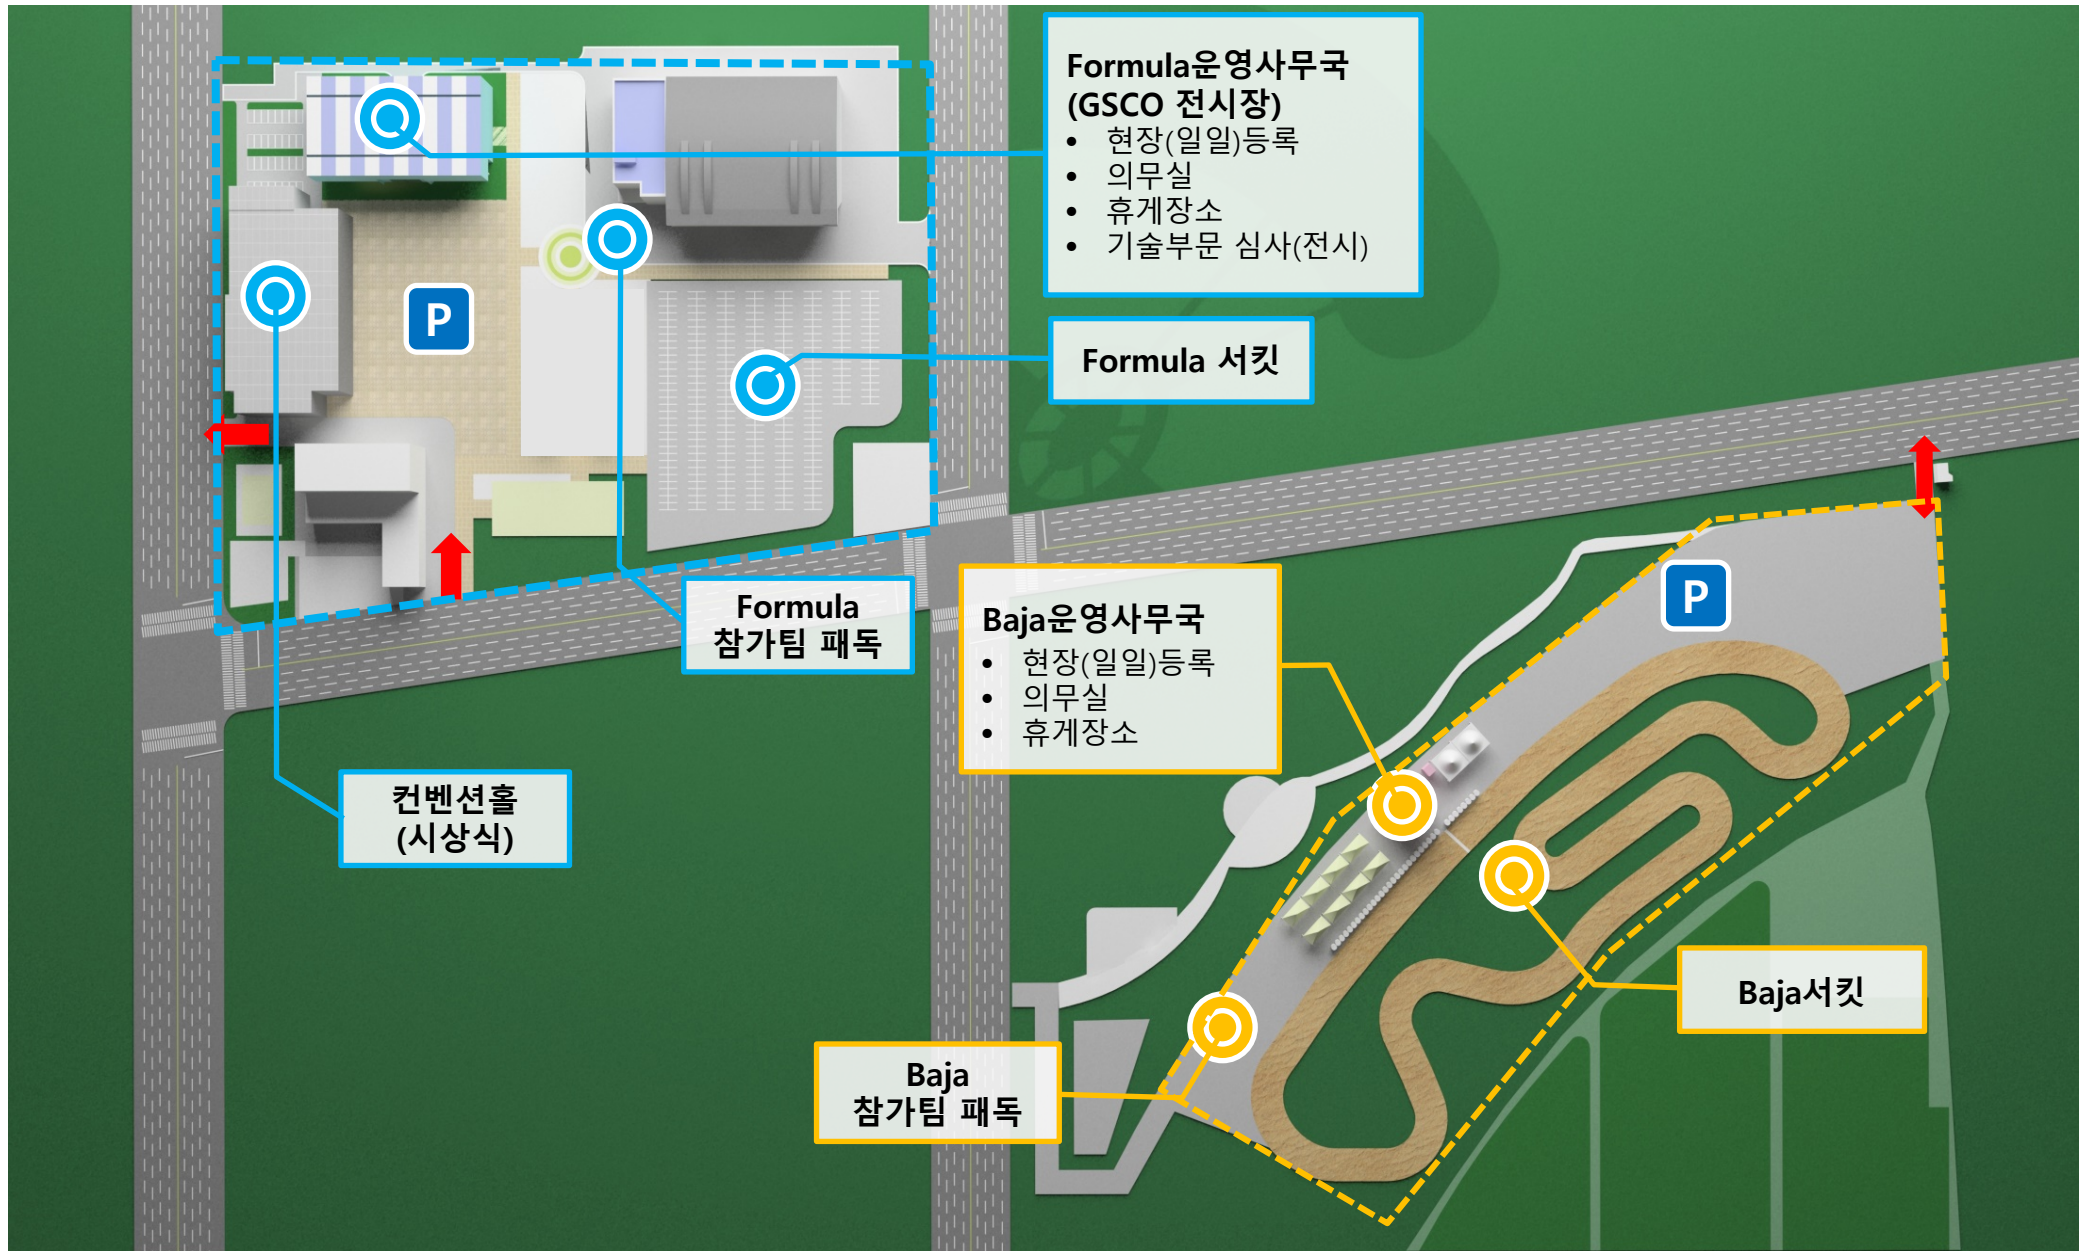 Formula운영사무국
(GSCO 전시장)
• 현장(일일)등록
• 의무실
• 휴게장소
• 기술부문 심사(전시)
P
Formula 서킷
Formula
참가팀 패독
Baja운영사무국
• 현장(일일)등록
• 의무실
• 휴게장소
P
컨벤션홀
(시상식)
Baja서킷
Baja
참가팀 패독